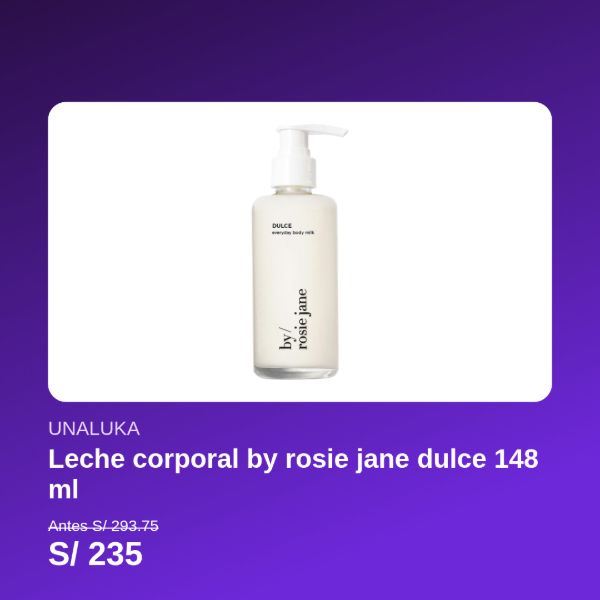 DULCE
everyday body milk
by/
rosie jane
UNALUKA
Leche corporal by rosie jane dulce 148
ml
Antes S/ 293.75
S/ 235